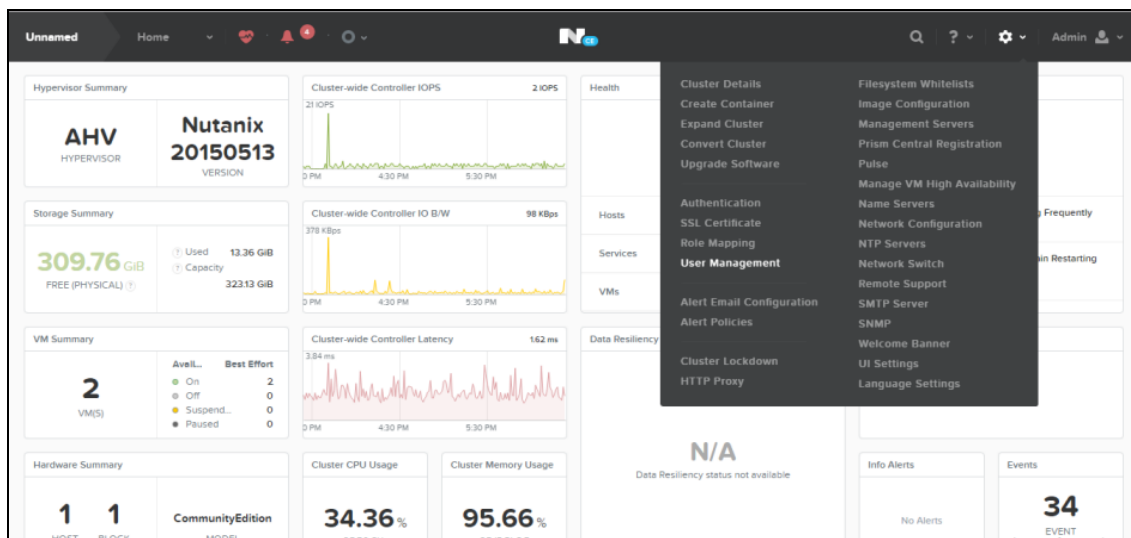 Unnamed
Home
4
N CE
?
Admin
Hypervisor Summary
AHV
HYPERVISOR
Nutanix
20150513
VERSION
Cluster-wide Controller IOPS
2 IOPS
21 IOPS
0 PM
4:30 PM
5:30 PM
Health
Hosts
Services
VMs
Cluster Details
Create Container
Expand Cluster
Convert Cluster
Upgrade Software
Authentication
SSL Certificate
Role Mapping
User Management
Alert Email Configuration
Alert Policies
Cluster Lockdown
HTTP Proxy
Filesystem Whitelists
Image Configuration
Management Servers
Prism Central Registration
Pulse
Manage VM High Availability
Name Servers
Network Configuration
NTP Servers
Network Switch
Remote Support
SMTP Server
SNMP
Welcome Banner
UI Settings
Language Settings
Frequently
Restarting
Storage Summary
309.76 GiB
FREE (PHYSICAL) ?
? Used 13.36 GiB
? Capacity
323.13 GiB
Cluster-wide Controller IO B/W
98 KBps
378 KBps
0 PM
4:30 PM
5:30 PM
VM Summary
2
VM(S)
Avail... Best Effort
On 2
Off 0
Suspend... 0
Paused 0
Cluster-wide Controller Latency
1.62 ms
3.84 ms
0 PM
4:30 PM
5:30 PM
Data Resiliency
N/A
Data Resiliency status not available
Hardware Summary
1 1
HOST BLOCK
CommunityEdition
MODEL
Cluster CPU Usage
34.36 %
Cluster Memory Usage
95.66 %
Info Alerts
No Alerts
Events
34
EVENT